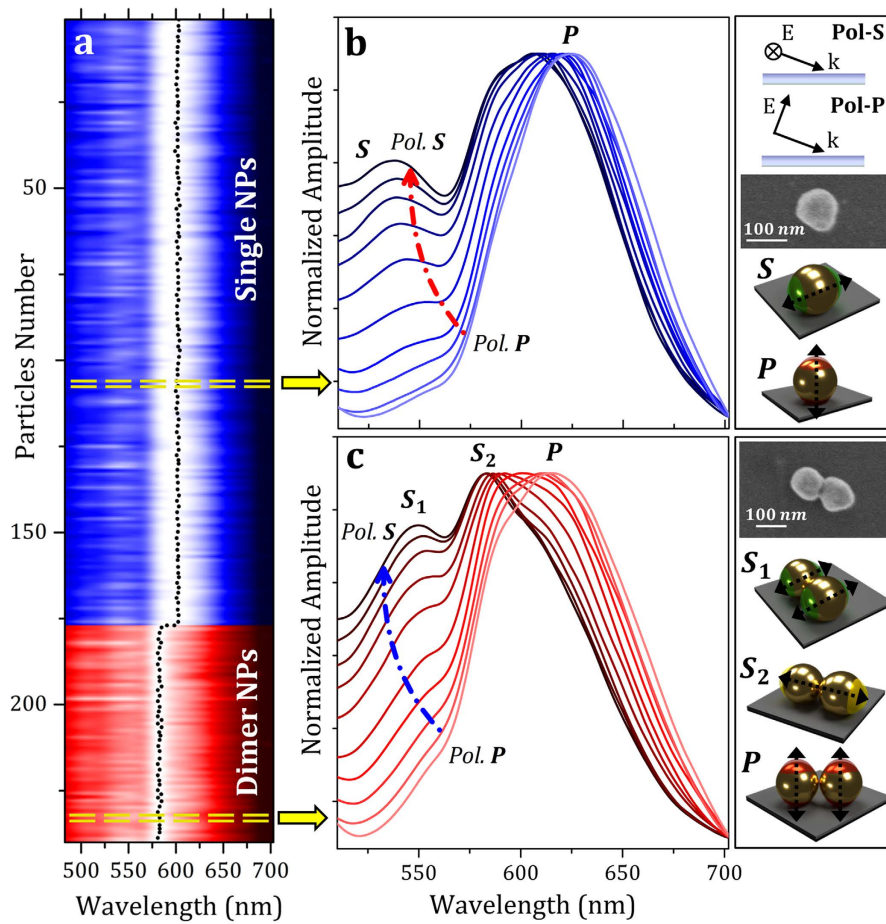 a
Particles Number
50
150
200
Single NPs
Dimer NPs
500 550 600 650 700
Wavelength (nm)
b
Normalized Amplitude
S
Pol. S
P
Pol. P
c
Normalized Amplitude
S1
S2
P
Pol. S
Pol. P
550 600 650 700
Wavelength (nm)
E
Pol-S
k
E
Pol-P
k
100 nm
S
P
100 nm
S1
S2
P